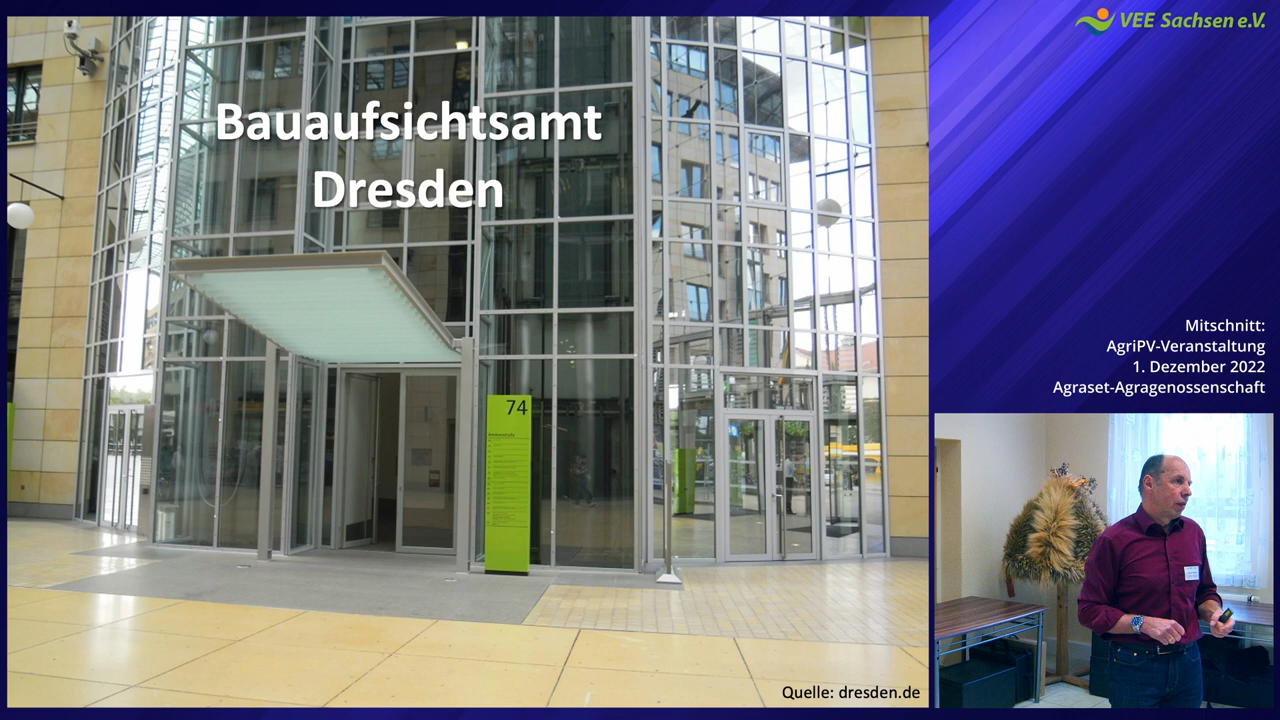 VEE Sachsen e.V.
Bauaufsichtsamt
Dresden
74
Mitschnitt:
AgriPV-Veranstaltung
1. Dezember 2022
Agraset-Agragenossenschaft
Quelle: dresden.de